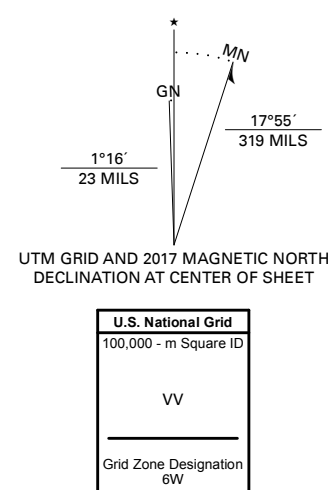 ★
MN
GN
17°55´
319 MILS
1°16´
23 MILS
UTM GRID AND 2017 MAGNETIC NORTH
DECLINATION AT CENTER OF SHEET
U.S. National Grid
100,000 - m Square ID
VV
Grid Zone Designation
6W